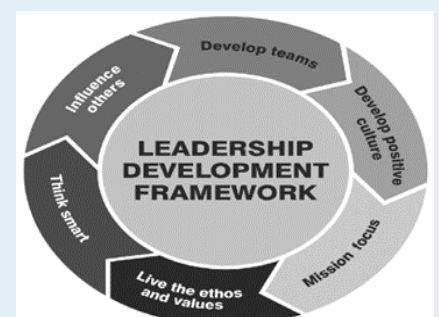 LEADERSHIP
DEVELOPMENT
FRAMEWORK
Develop teams
Develop positive
culture
Mission focus
Live the ethos
and values
Think smart
Influence
others